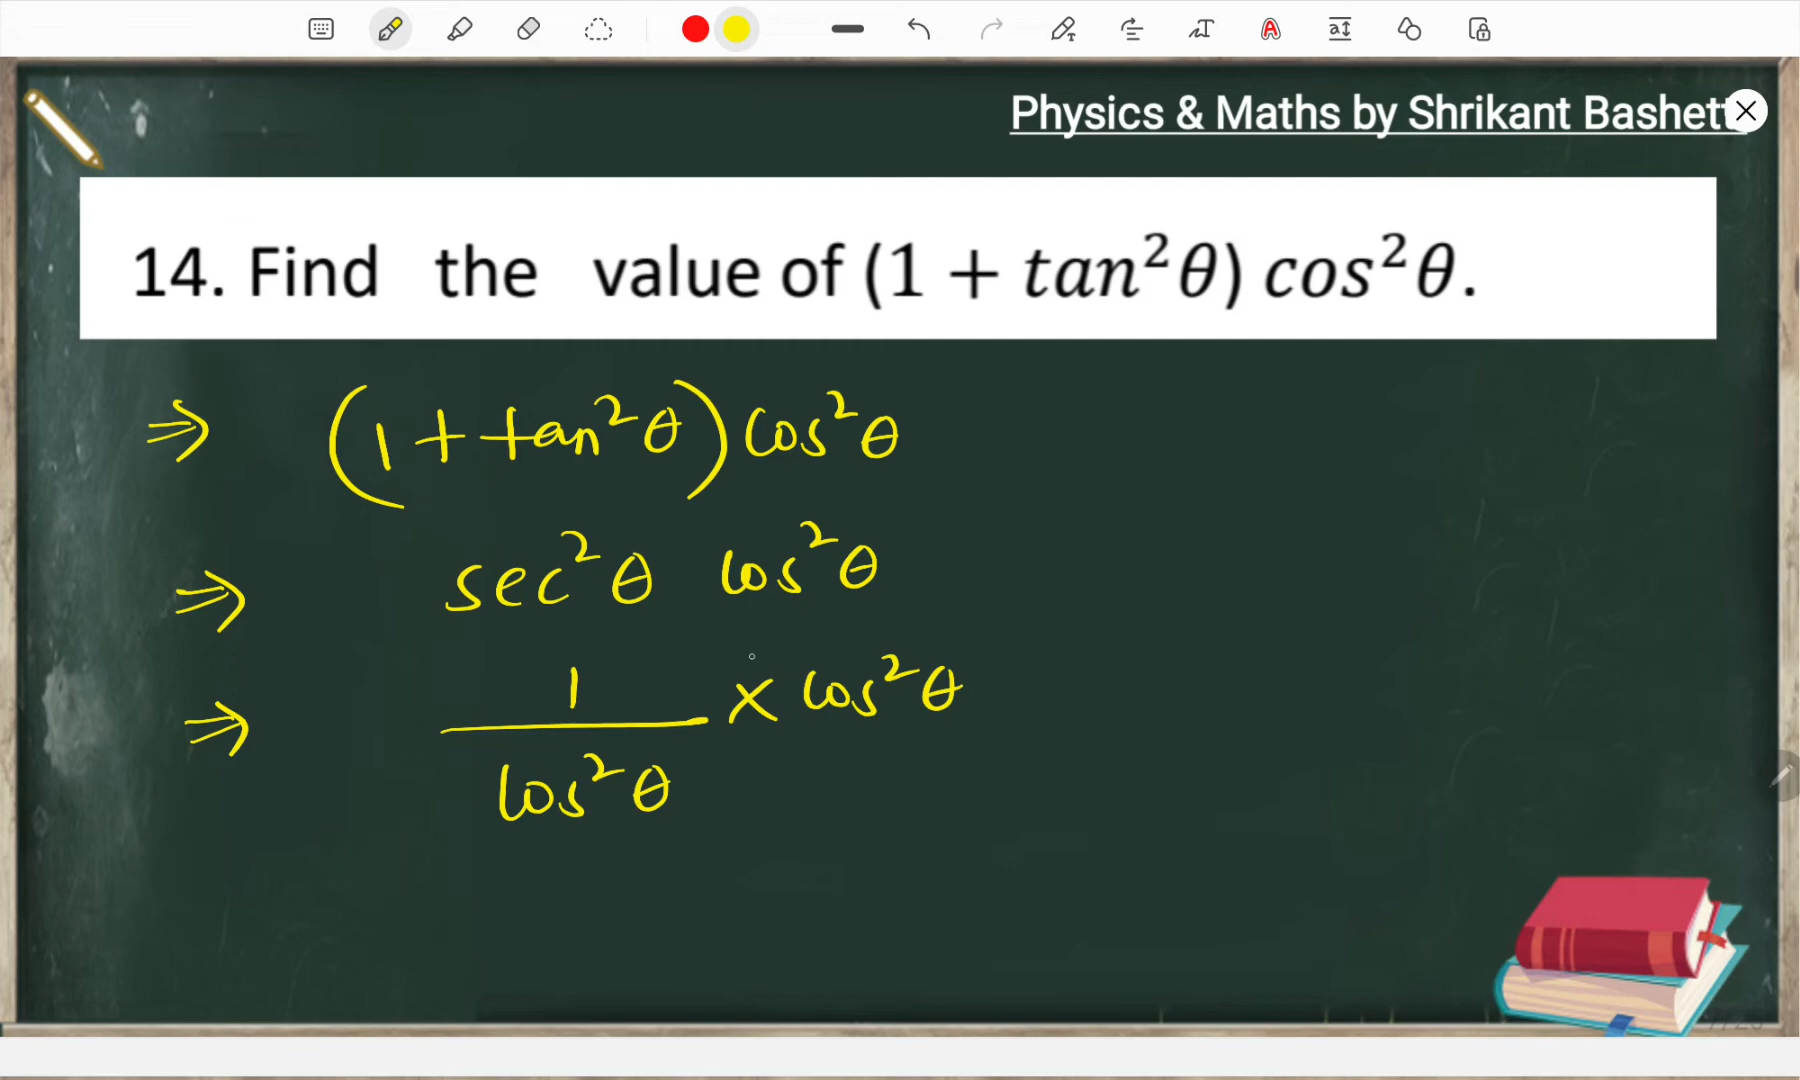 Physics & Maths by Shrikant Bashett
14. Find the value of (1 + tan²θ) cos²θ.
⇒ (1 + tan²θ) cos²θ
⇒ sec²θ cos²θ
⇒ 1/cos²θ × cos²θ